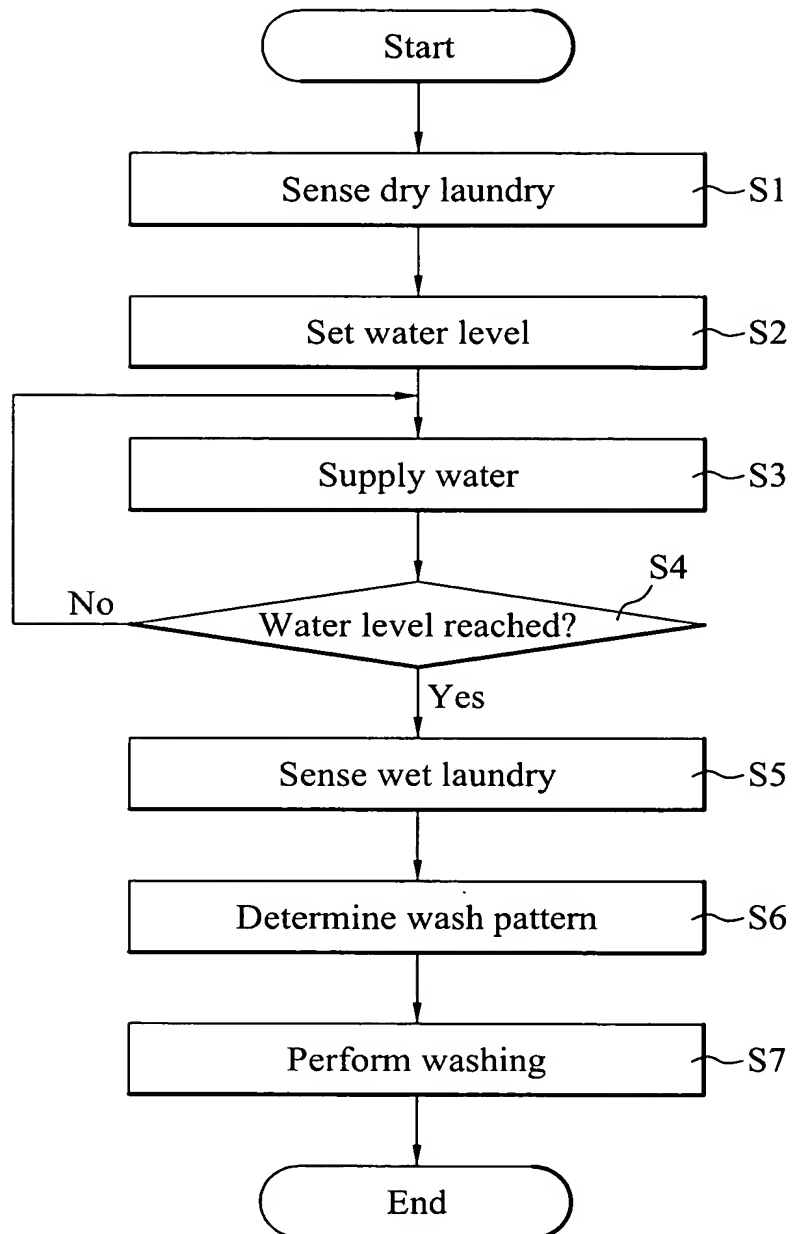 Start
Sense dry laundry
S1
Set water level
S2
Supply water
S3
S4
No
Water level reached?
Yes
Sense wet laundry
S5
Determine wash pattern
S6
Perform washing
S7
End